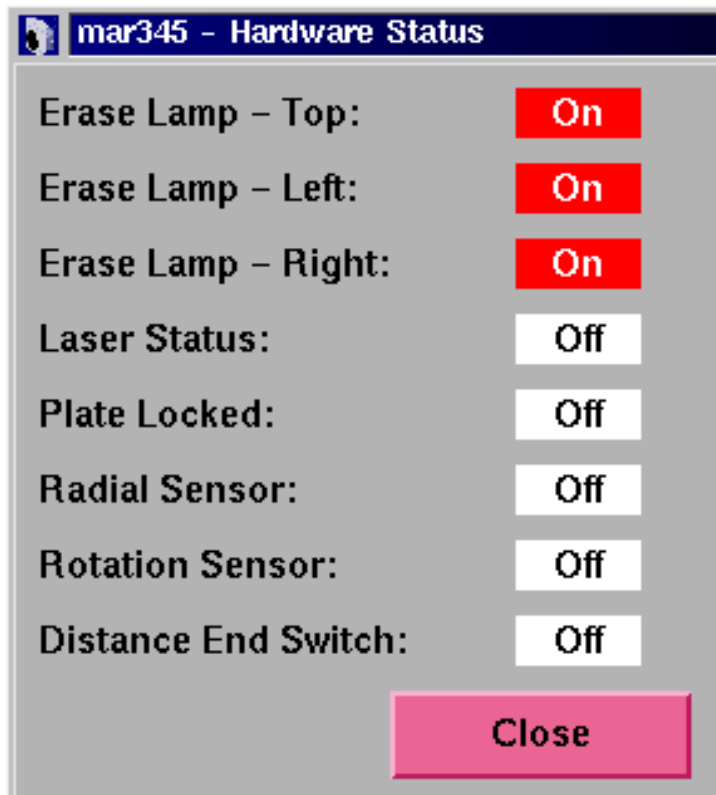 mar345 – Hardware Status
Erase Lamp – Top: On
Erase Lamp – Left: On
Erase Lamp – Right: On
Laser Status: Off
Plate Locked: Off
Radial Sensor: Off
Rotation Sensor: Off
Distance End Switch: Off
Close